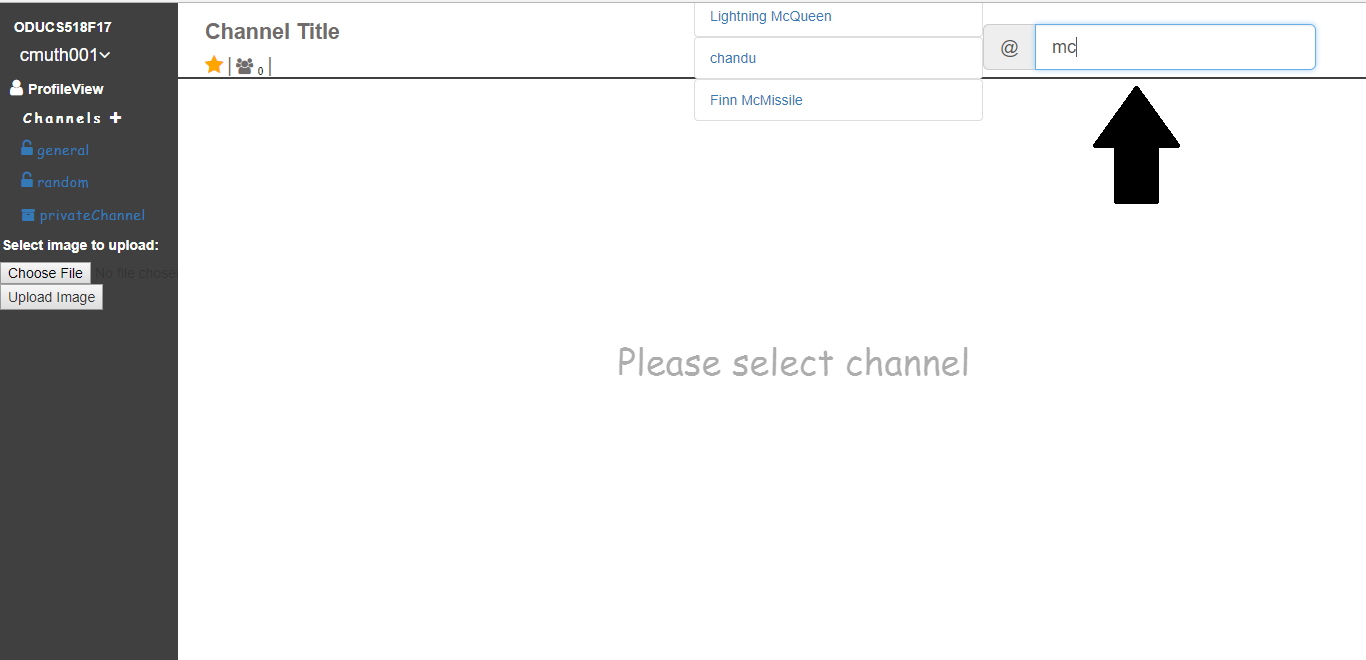 ODUCS518F17
cmuth001
ProfileView
Channels +
general
random
privateChannel
Select image to upload:
Choose File No file chose
Upload Image
Channel Title
| 0 |
Lightning McQueen
chandu
Finn McMissile
@ mc
Please select channel